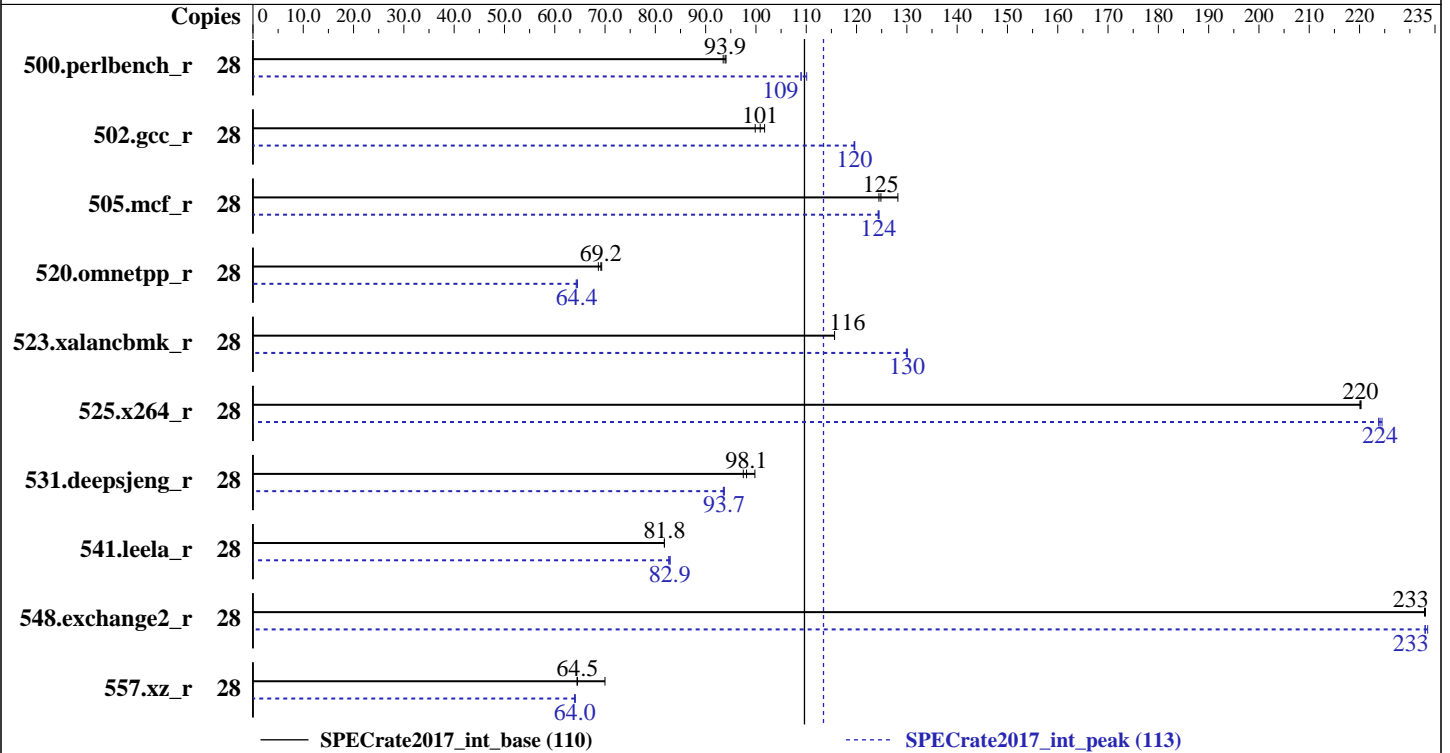 Copies 0 10.0 20.0 30.0 40.0 50.0 60.0 70.0 80.0 90.0 100 110 120 130 140 150 160 170 180 190 200 210 220 235
93.9
500.perlbench_r 28
109
101
502.gcc_r 28
120
125
505.mcf_r 28
124
69.2
520.omnetpp_r 28
64.4
116
523.xalancbmk_r 28
130
220
525.x264_r 28
224
98.1
531.deepsjeng_r 28
93.7
81.8
541.leela_r 28
82.9
233
548.exchange2_r 28
233
64.5
557.xz_r 28
64.0
SPECrate2017_int_base (110) SPECrate2017_int_peak (113)